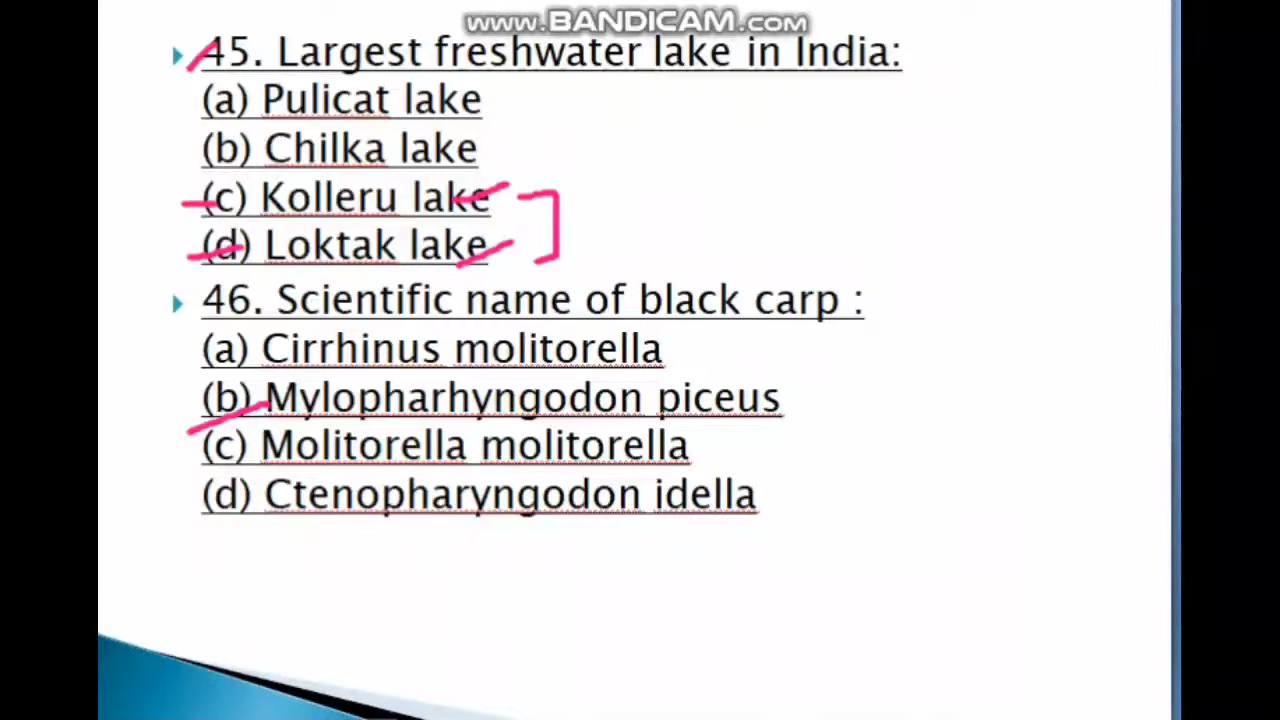 www.BANDICAM.com
45. Largest freshwater lake in India:
(a) Pulicat lake
(b) Chilka lake
(c) Kolleru lake
(d) Loktak lake
46. Scientific name of black carp :
(a) Cirrhinus molitorella
(b) Mylopharhyngodon piceus
(c) Molitorella molitorella
(d) Ctenopharyngodon idella